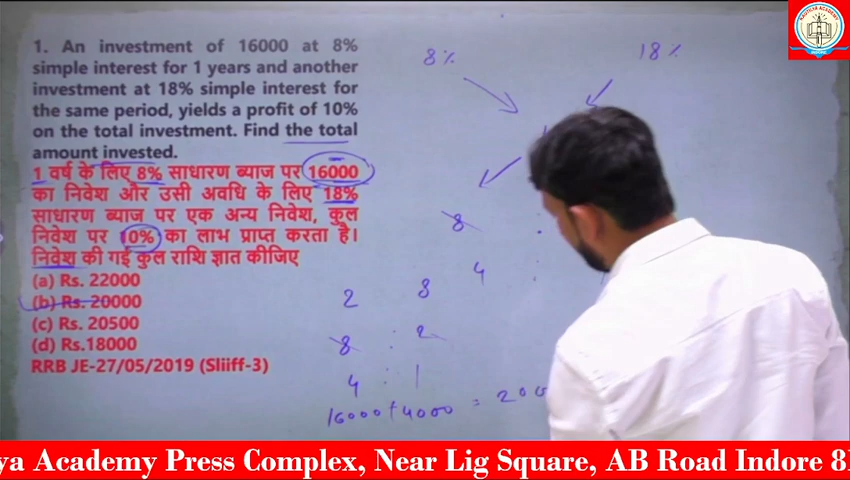 1. An investment of 16000 at 8%
simple interest for 1 years and another
investment at 18% simple interest for
the same period, yields a profit of 10%
on the total investment. Find the total
amount invested.
1 वर्ष के लिए 8% साधारण ब्याज पर 16000
का निवेश और उसी अवधि के लिए 18%
साधारण ब्याज पर एक अन्य निवेश, कुल
निवेश पर 10% का लाभ प्राप्त करता है।
निवेश की गई कुल राशि ज्ञात कीजिए
(a) Rs. 22000
(b) Rs. 20000
(c) Rs. 20500
(d) Rs.18000
RRB JE-27/05/2019 (Sliiff-3)
8% 18%
8 :
4 :
2 8
8 : 2
4 : 1
16000+4000 = 200
KAUTILYA ACADEMY
INDORE
ya Academy Press Complex, Near Lig Square, AB Road Indore 8